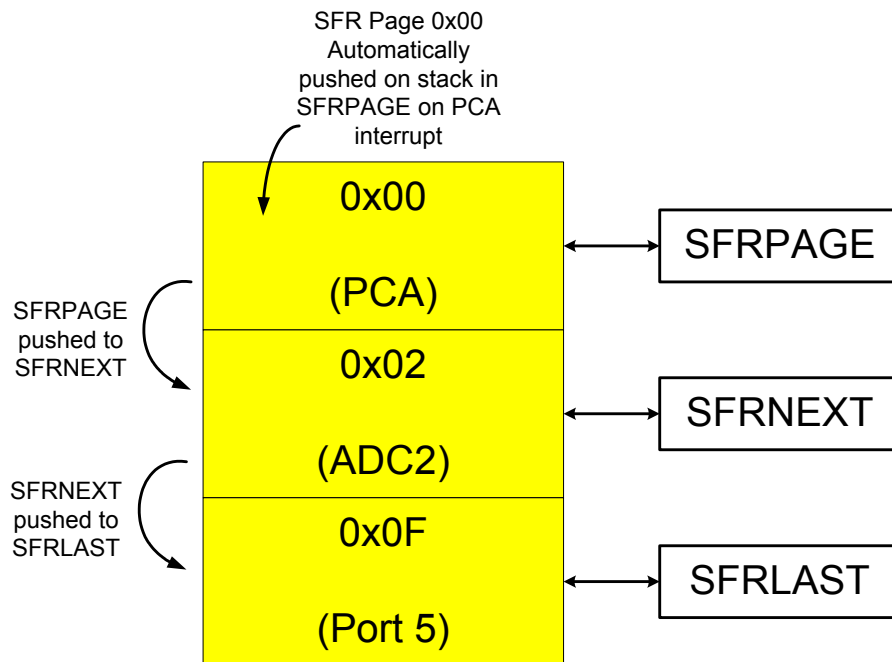 SFR Page 0x00
Automatically
pushed on stack in
SFRPAGE on PCA
interrupt
0x00
(PCA)
SFRPAGE
SFRPAGE
pushed to
SFRNEXT
0x02
(ADC2)
SFRNEXT
SFRNEXT
pushed to
SFRLAST
0x0F
(Port 5)
SFRLAST